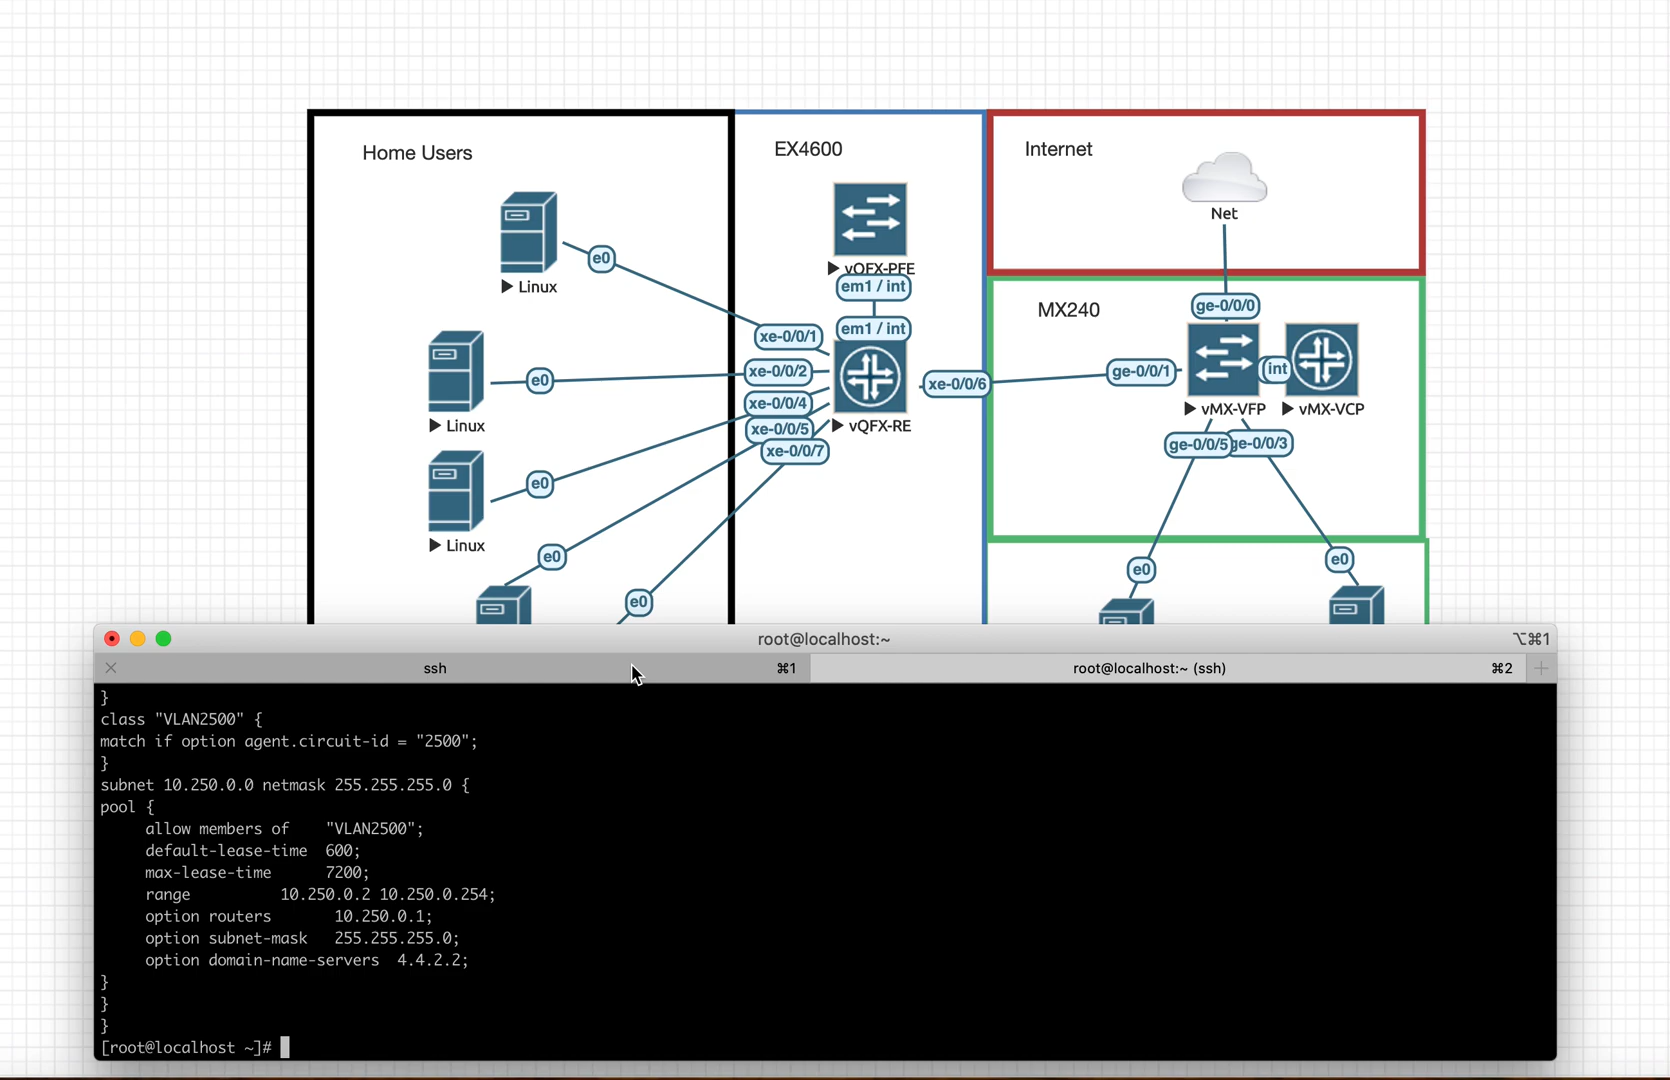 Home Users
EX4600
Internet
Net
e0
Linux
vQFX-PFE
em1 / int
em1 / int
xe-0/0/1
ge-0/0/0
MX240
e0
Linux
xe-0/0/2
xe-0/0/4
xe-0/0/5
xe-0/0/7
vQFX-RE
xe-0/0/6
ge-0/0/1
int
vMX-VFP
vMX-VCP
ge-0/0/5
ge-0/0/3
e0
Linux
e0
e0
e0
e0
root@localhost:~
⌥⌘1
ssh
⌘1
root@localhost:~ (ssh)
⌘2
}
class "VLAN2500" {
match if option agent.circuit-id = "2500";
}
subnet 10.250.0.0 netmask 255.255.255.0 {
pool {
allow members of "VLAN2500";
default-lease-time 600;
max-lease-time 7200;
range 10.250.0.2 10.250.0.254;
option routers 10.250.0.1;
option subnet-mask 255.255.255.0;
option domain-name-servers 4.4.2.2;
}
}
}
[root@localhost ~]#